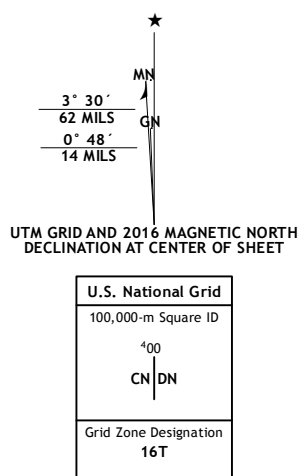 ★
MN
3° 30´
62 MILS
GN
0° 48´
14 MILS
UTM GRID AND 2016 MAGNETIC NORTH
DECLINATION AT CENTER OF SHEET
U.S. National Grid
100,000-m Square ID
⁴00
CN DN
Grid Zone Designation
16T